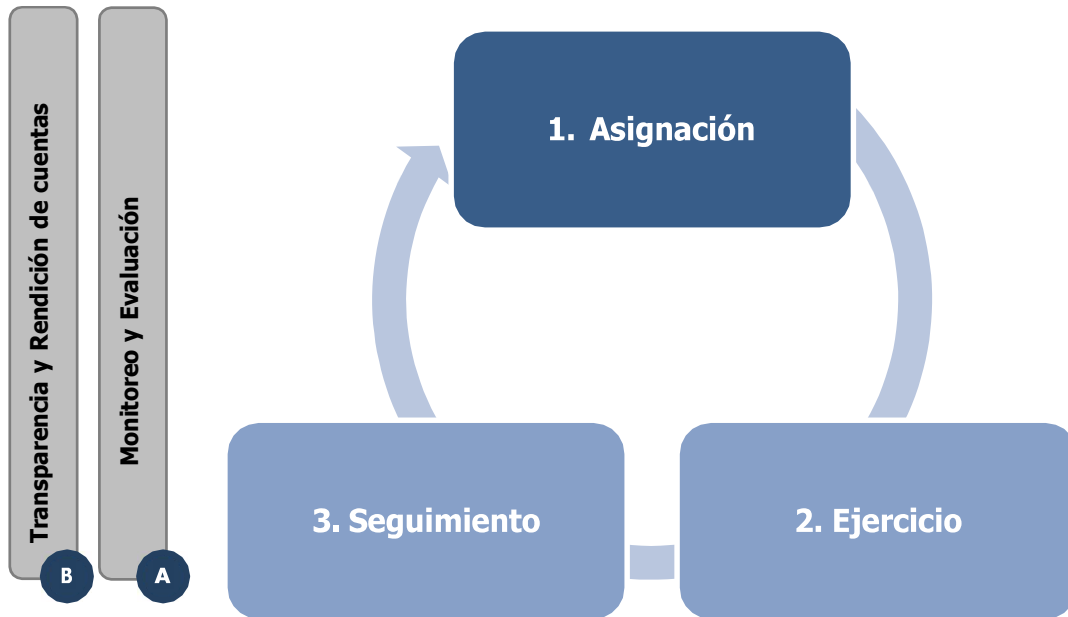 Transparencia y Rendición de cuentas
B
Monitoreo y Evaluación
A
1. Asignación
2. Ejercicio
3. Seguimiento